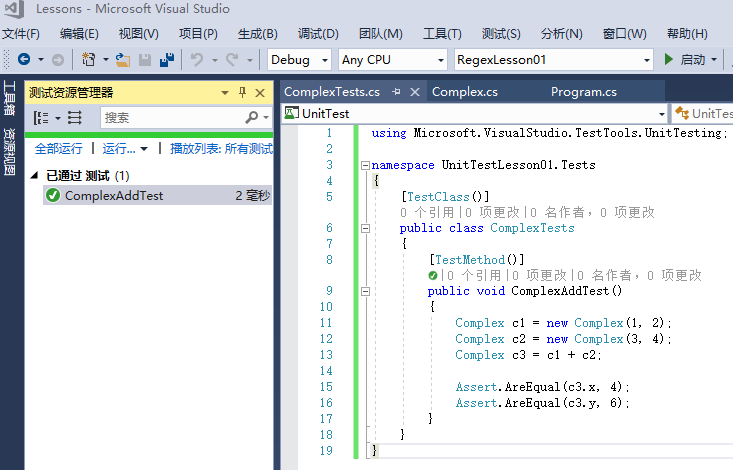 Lessons - Microsoft Visual Studio
文件(F) 编辑(E) 视图(V) 项目(P) 生成(B) 调试(D) 团队(M) 工具(T) 测试(S) 分析(N) 窗口(W) 帮助(H)
Debug Any CPU RegexLesson01 启动
工具箱
资源视图
测试资源管理器
搜索
全部运行 | 运行... | 播放列表: 所有测试
已通过 测试 (1)
ComplexAddTest 2 毫秒
ComplexTests.cs Complex.cs Program.cs
UnitTest UnitTes
1 using Microsoft.VisualStudio.TestTools.UnitTesting;
2
3 namespace UnitTestLesson01.Tests
4 {
5 [TestClass()]
0 个引用|0 项更改|0 名作者, 0 项更改
6 public class ComplexTests
7 {
8 [TestMethod()]
|0 个引用|0 项更改|0 名作者, 0 项更改
9 public void ComplexAddTest()
10 {
11 Complex c1 = new Complex(1, 2);
12 Complex c2 = new Complex(3, 4);
13 Complex c3 = c1 + c2;
14
15 Assert.AreEqual(c3.x, 4);
16 Assert.AreEqual(c3.y, 6);
17 }
18 }
19 }